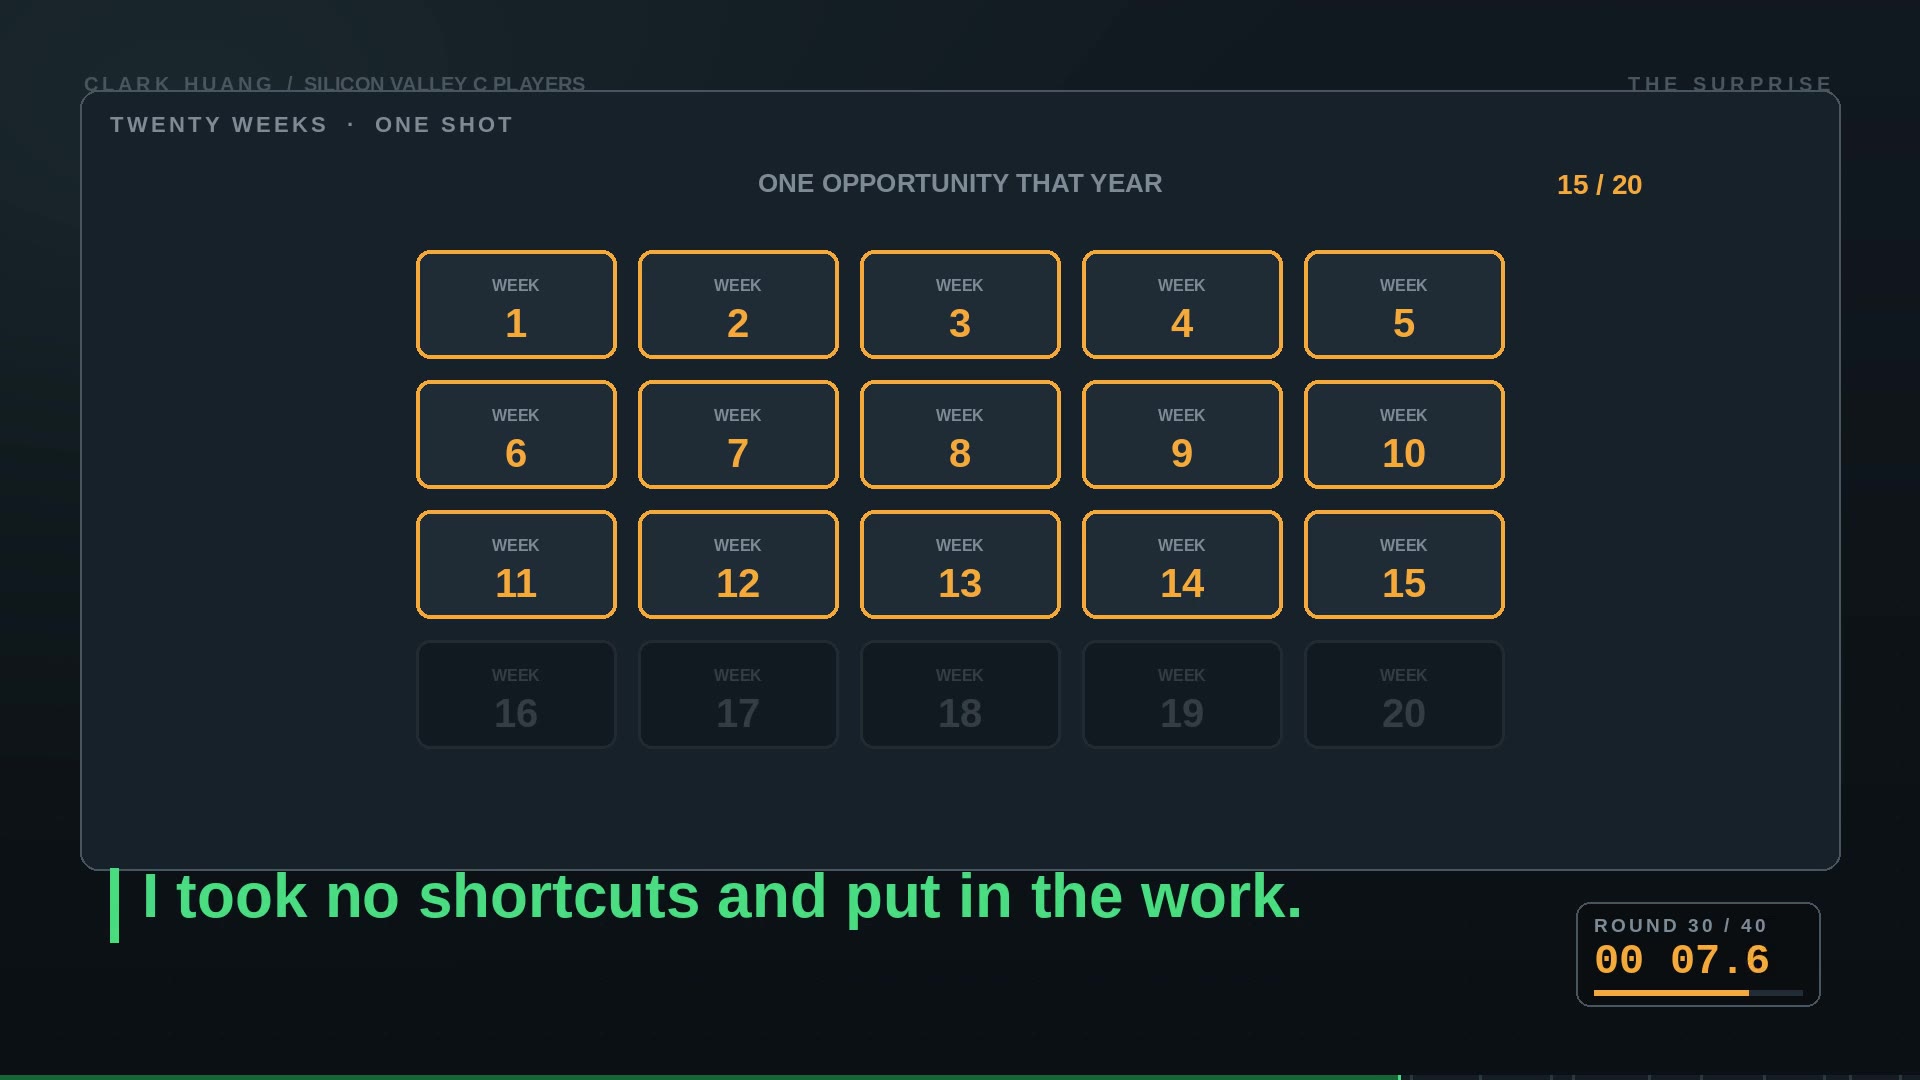 CLARK HUANG / SILICON VALLEY C PLAYERS
THE SURPRISE
TWENTY WEEKS · ONE SHOT
ONE OPPORTUNITY THAT YEAR
15 / 20
WEEK WEEK WEEK WEEK WEEK
1 2 3 4 5
WEEK WEEK WEEK WEEK WEEK
6 7 8 9 10
WEEK WEEK WEEK WEEK WEEK
11 12 13 14 15
WEEK WEEK WEEK WEEK WEEK
16 17 18 19 20
I took no shortcuts and put in the work.
ROUND 30 / 40
00 07.6